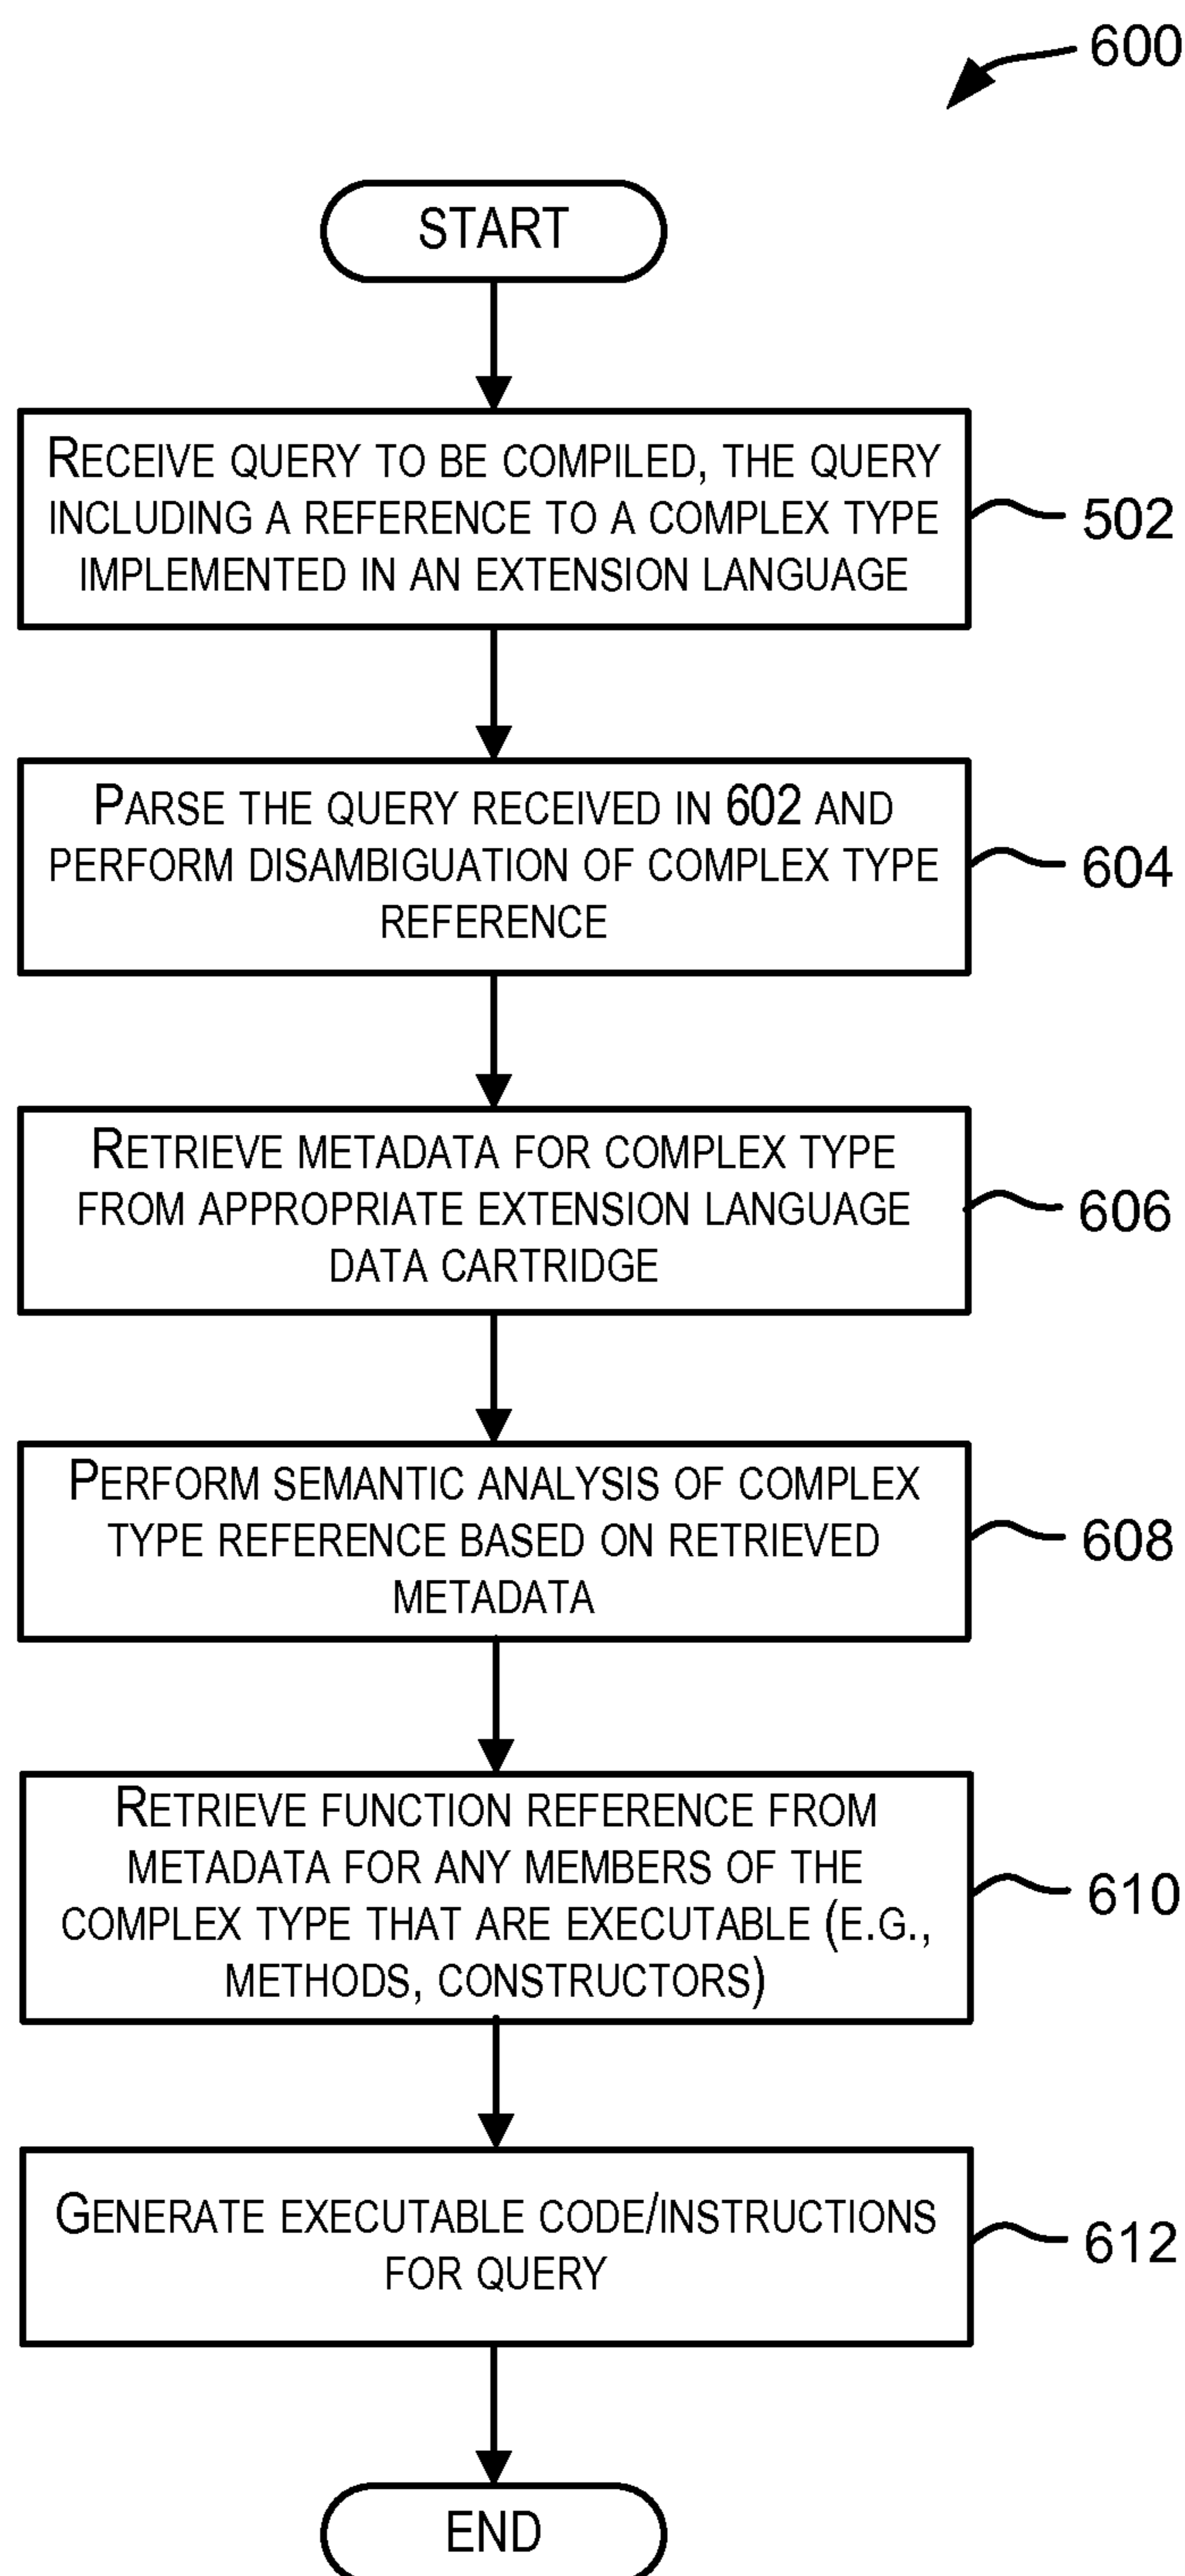 600
START
RECEIVE QUERY TO BE COMPILED, THE QUERY
INCLUDING A REFERENCE TO A COMPLEX TYPE
IMPLEMENTED IN AN EXTENSION LANGUAGE
502
PARSE THE QUERY RECEIVED IN 602 AND
PERFORM DISAMBIGUATION OF COMPLEX TYPE
REFERENCE
604
RETRIEVE METADATA FOR COMPLEX TYPE
FROM APPROPRIATE EXTENSION LANGUAGE
DATA CARTRIDGE
606
PERFORM SEMANTIC ANALYSIS OF COMPLEX
TYPE REFERENCE BASED ON RETRIEVED
METADATA
608
RETRIEVE FUNCTION REFERENCE FROM
METADATA FOR ANY MEMBERS OF THE
COMPLEX TYPE THAT ARE EXECUTABLE (E.G.,
METHODS, CONSTRUCTORS)
610
GENERATE EXECUTABLE CODE/INSTRUCTIONS
FOR QUERY
612
END